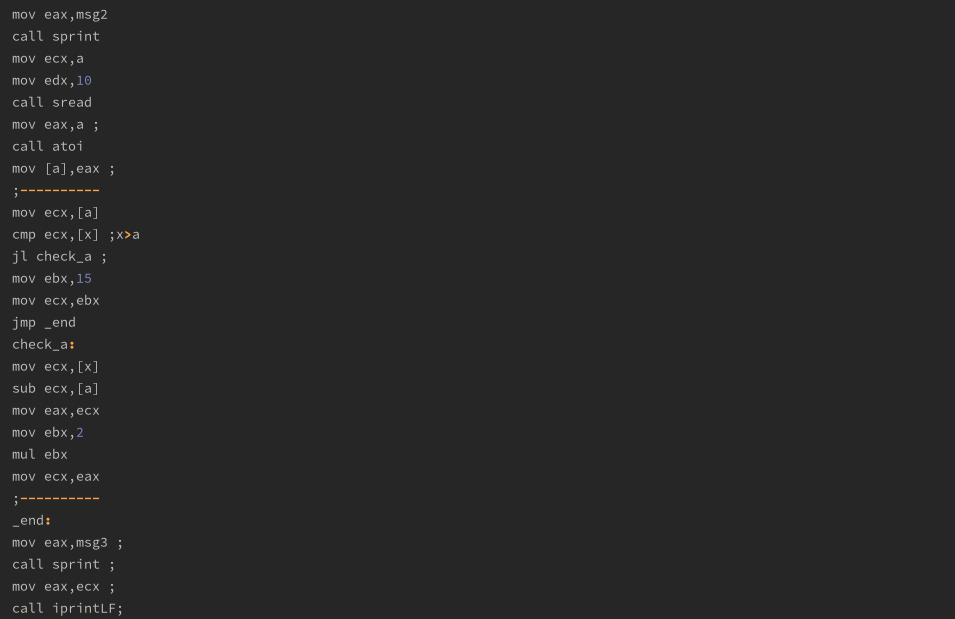 mov eax,msg2
call sprint
mov ecx,a
mov edx,10
call sread
mov eax,a ;
call atoi
mov [a],eax ;
;----------
mov ecx,[a]
cmp ecx,[x] ;x>a
jl check_a ;
mov ebx,15
mov ecx,ebx
jmp _end
check_a:
mov ecx,[x]
sub ecx,[a]
mov eax,ecx
mov ebx,2
mul ebx
mov ecx,eax
;----------
_end:
mov eax,msg3 ;
call sprint ;
mov eax,ecx ;
call iprintLF;